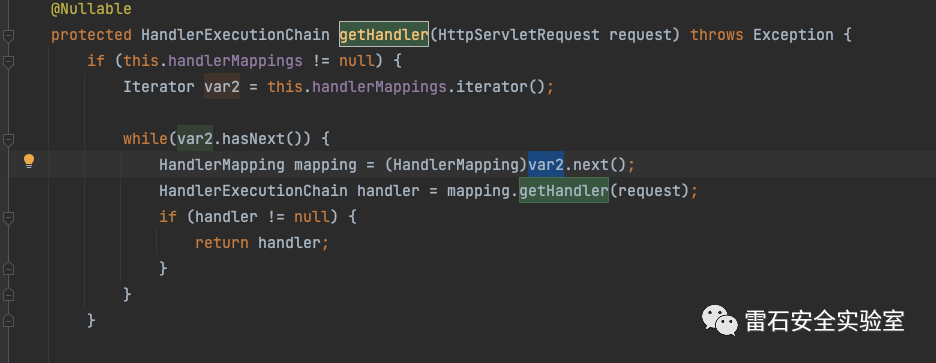 @Nullable
protected HandlerExecutionChain getHandler(HttpServletRequest request) throws Exception {
    if (this.handlerMappings != null) {
        Iterator var2 = this.handlerMappings.iterator();
        while(var2.hasNext()) {
            HandlerMapping mapping = (HandlerMapping)var2.next();
            HandlerExecutionChain handler = mapping.getHandler(request);
            if (handler != null) {
                return handler;
            }
        }
    }
雷石安全实验室